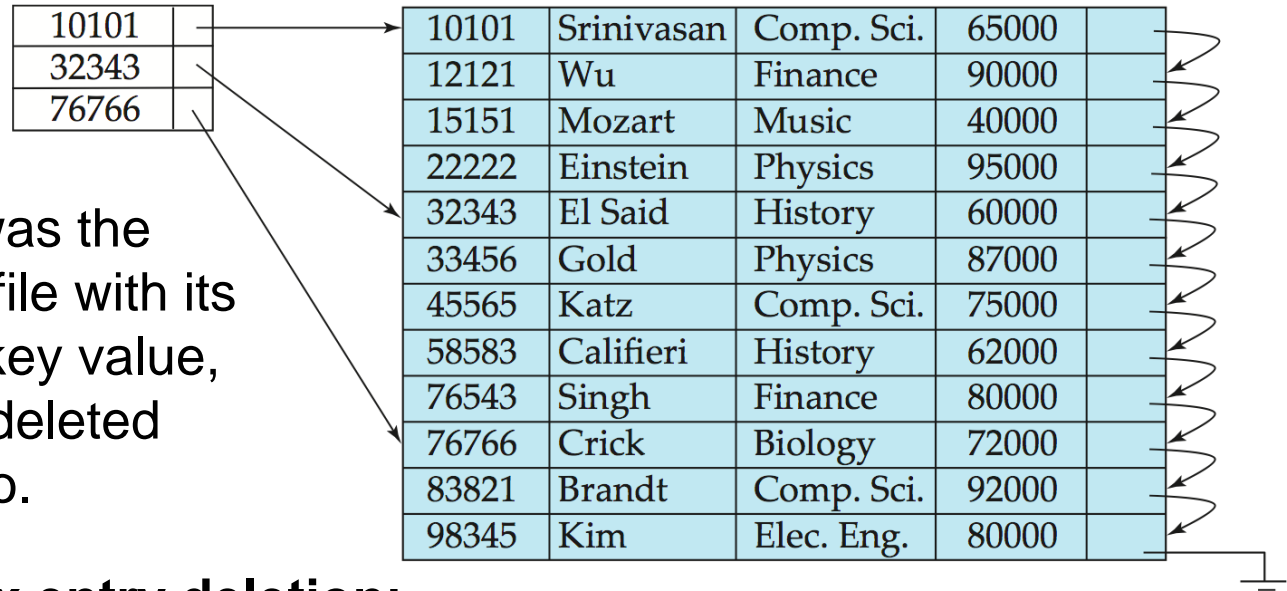 10101
32343
76766
10101 Srinivasan Comp. Sci. 65000
12121 Wu Finance 90000
15151 Mozart Music 40000
22222 Einstein Physics 95000
32343 El Said History 60000
33456 Gold Physics 87000
45565 Katz Comp. Sci. 75000
58583 Califieri History 62000
76543 Singh Finance 80000
76766 Crick Biology 72000
83821 Brandt Comp. Sci. 92000
98345 Kim Elec. Eng. 80000
was the
file with its
key value,
deleted
entry deletion: